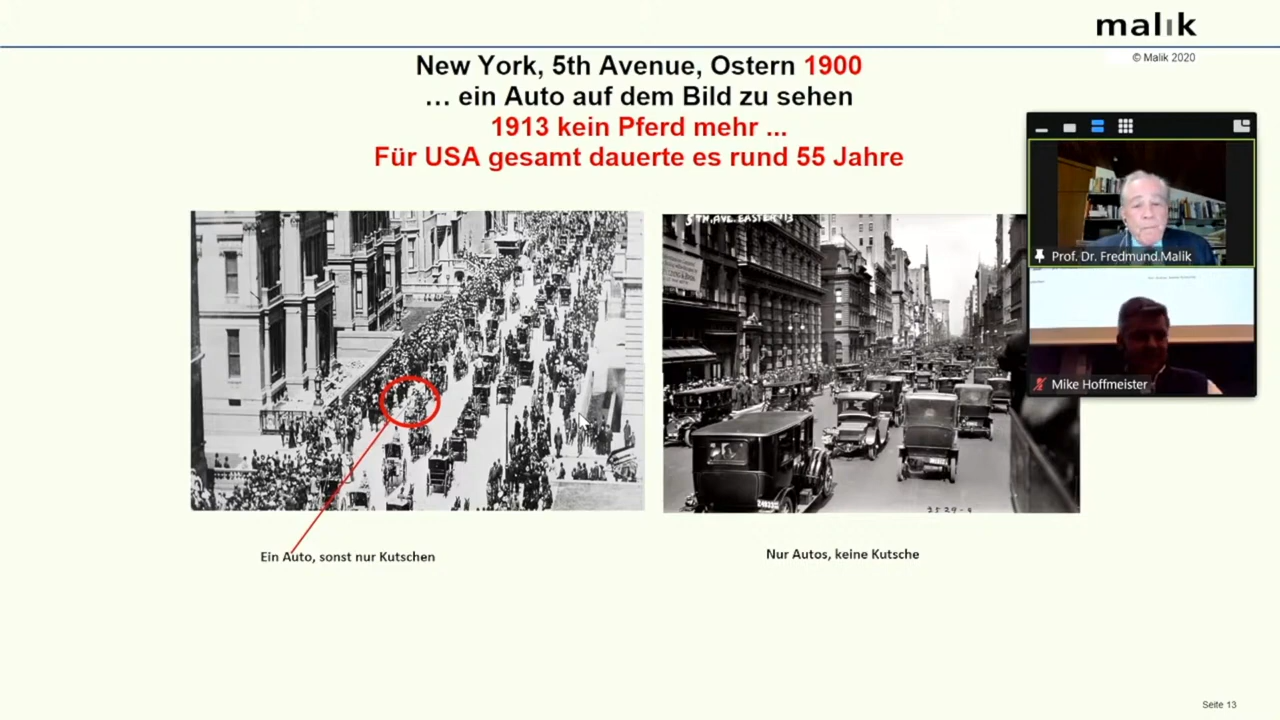 malik
© Malik 2020
New York, 5th Avenue, Ostern 1900
… ein Auto auf dem Bild zu sehen
1913 kein Pferd mehr ...
Für USA gesamt dauerte es rund 55 Jahre
5TH. AVE. EASTER-13
Prof. Dr. Fredmund.Malik
Mike Hoffmeister
3529-9
Ein Auto, sonst nur Kutschen
Nur Autos, keine Kutsche
Seite 13